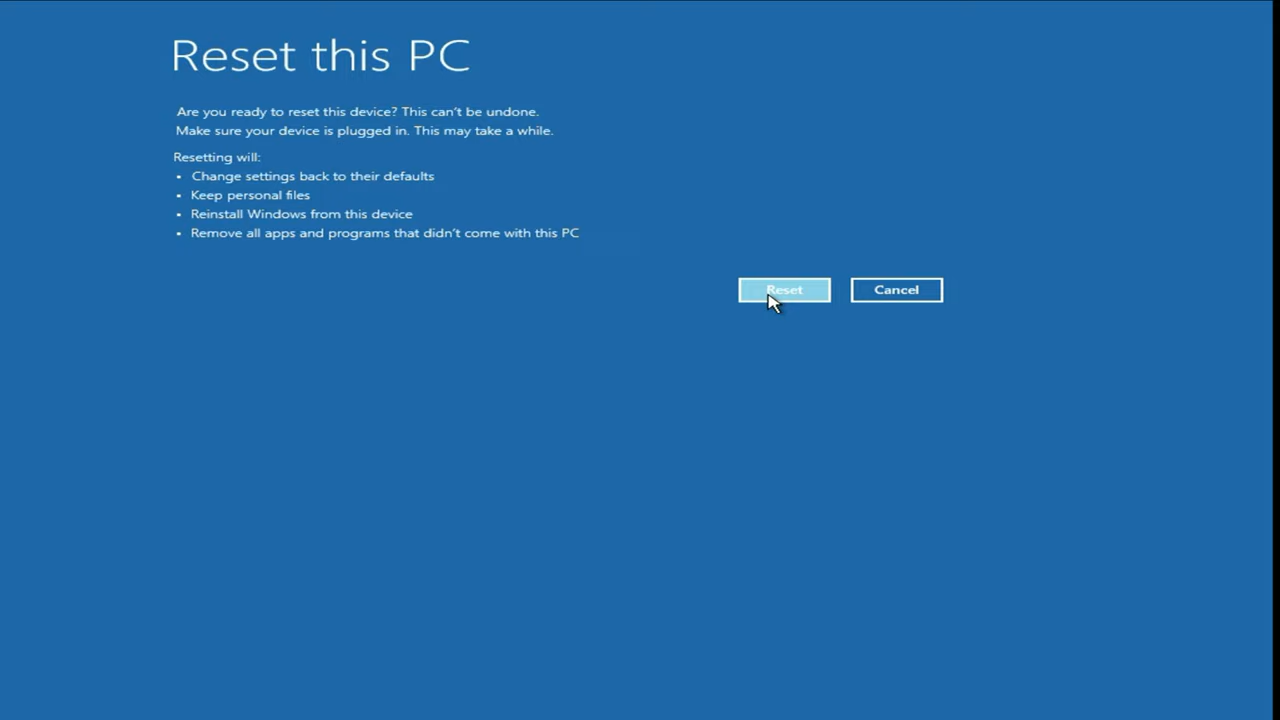 Reset this PC
Are you ready to reset this device? This can't be undone.
Make sure your device is plugged in. This may take a while.
Resetting will:
• Change settings back to their defaults
• Keep personal files
• Reinstall Windows from this device
• Remove all apps and programs that didn't come with this PC
Reset Cancel